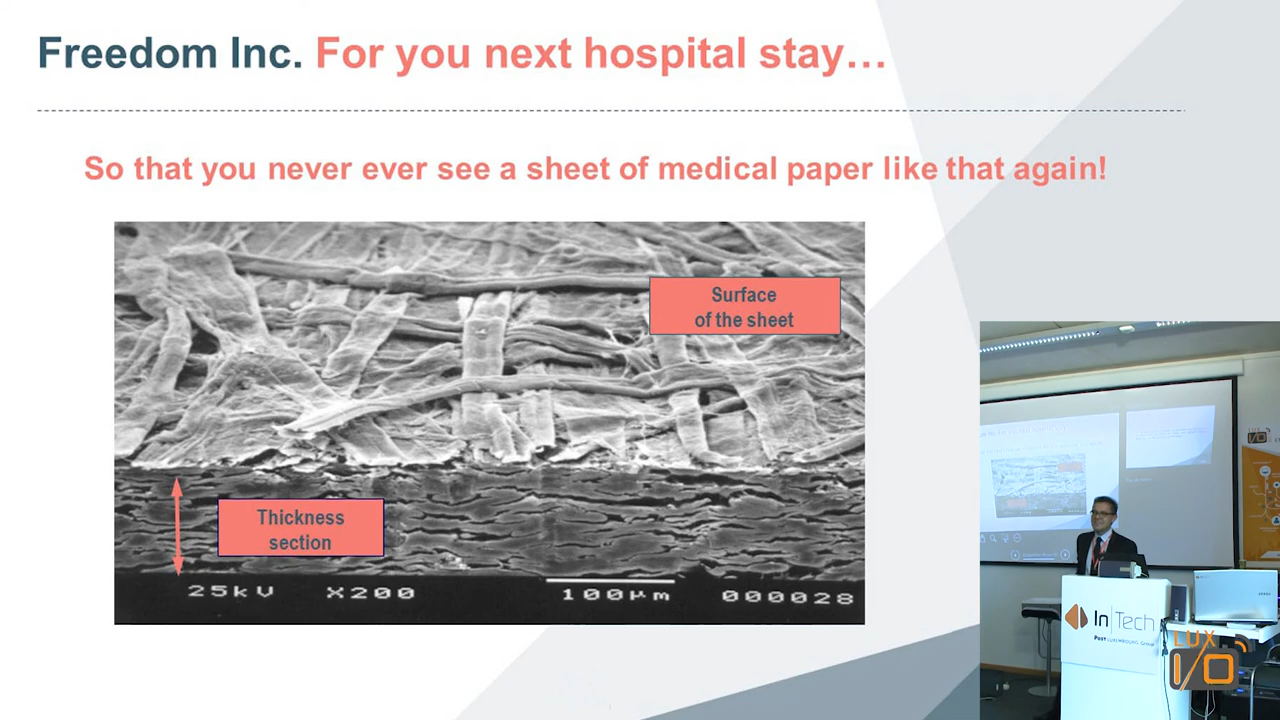 Freedom Inc. For you next hospital stay...
So that you never ever see a sheet of medical paper like that again!
Surface
of the sheet
Thickness
section
25kV X200 100µm 000028
In|Tech
POST LUXEMBOURG Group
LUX
I/O